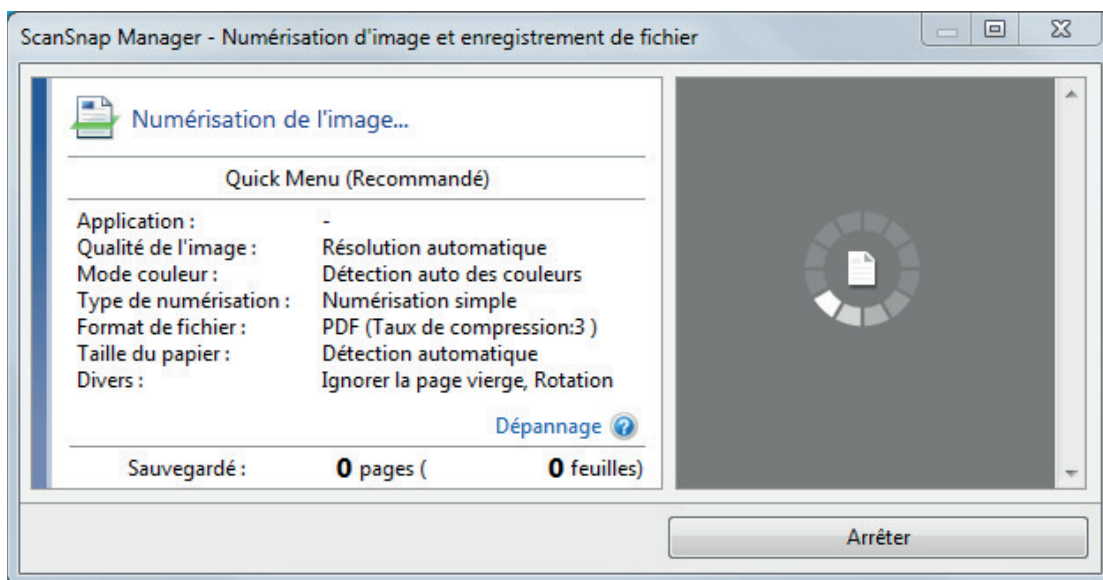 ScanSnap Manager - Numérisation d'image et enregistrement de fichier
Numérisation de l'image...
Quick Menu (Recommandé)
Application : -
Qualité de l'image : Résolution automatique
Mode couleur : Détection auto des couleurs
Type de numérisation : Numérisation simple
Format de fichier : PDF (Taux de compression:3 )
Taille du papier : Détection automatique
Divers : Ignorer la page vierge, Rotation
Dépannage ?
Sauvegardé : 0 pages ( 0 feuilles)
Arrêter